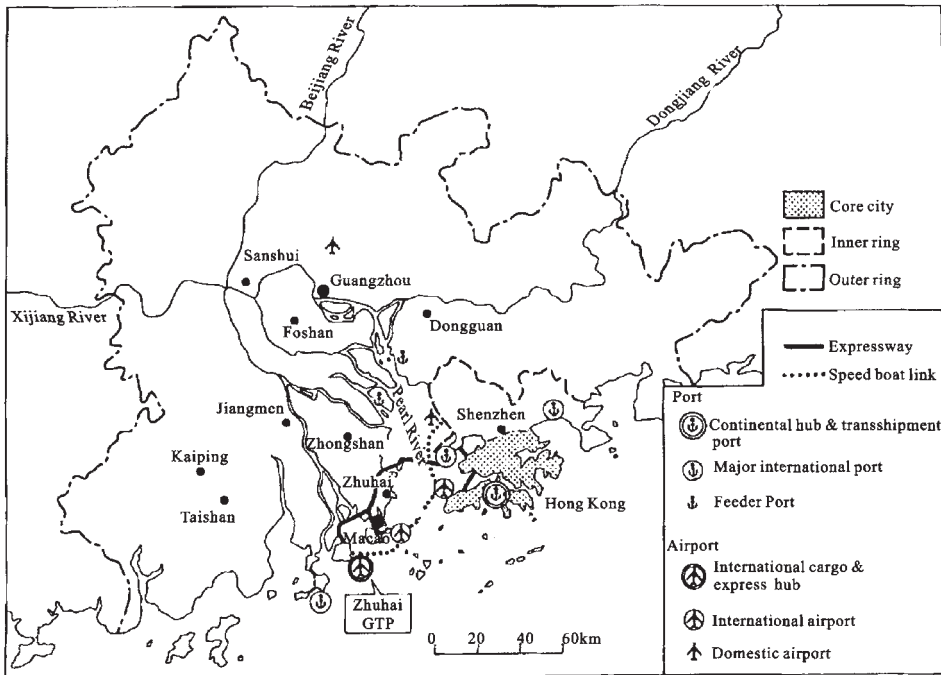 Beijiang River
Dongjiang River
Sanshui
Guangzhou
Xijiang River
Foshan
Dongguan
Pearl River
Jiangmen
Zhongshan
Shenzhen
Kaiping
Zhuhai
Taishan
Hong Kong
Macao
Zhuhai
GTP
0 20 60km
Core city
Inner ring
Outer ring
Expressway
Speed boat link
Port
Continental hub & transshipment
port
Major international port
Feeder Port
Airport
International cargo &
express hub
International airport
Domestic airport